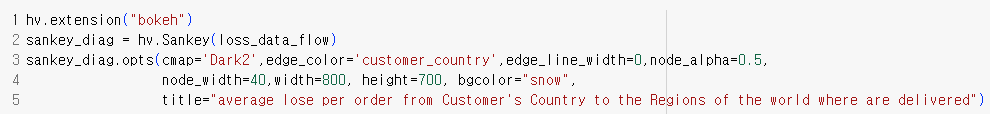 1 hv.extension("bokeh")
2 sankey_diag = hv.Sankey(loss_data_flow)
3 sankey_diag.opts(cmap='Dark2',edge_color='customer_country',edge_line_width=0,node_alpha=0.5,
4                  node_width=40,width=800, height=700, bgcolor="snow",
5                  title="average lose per order from Customer's Country to the Regions of the world where are delivered")